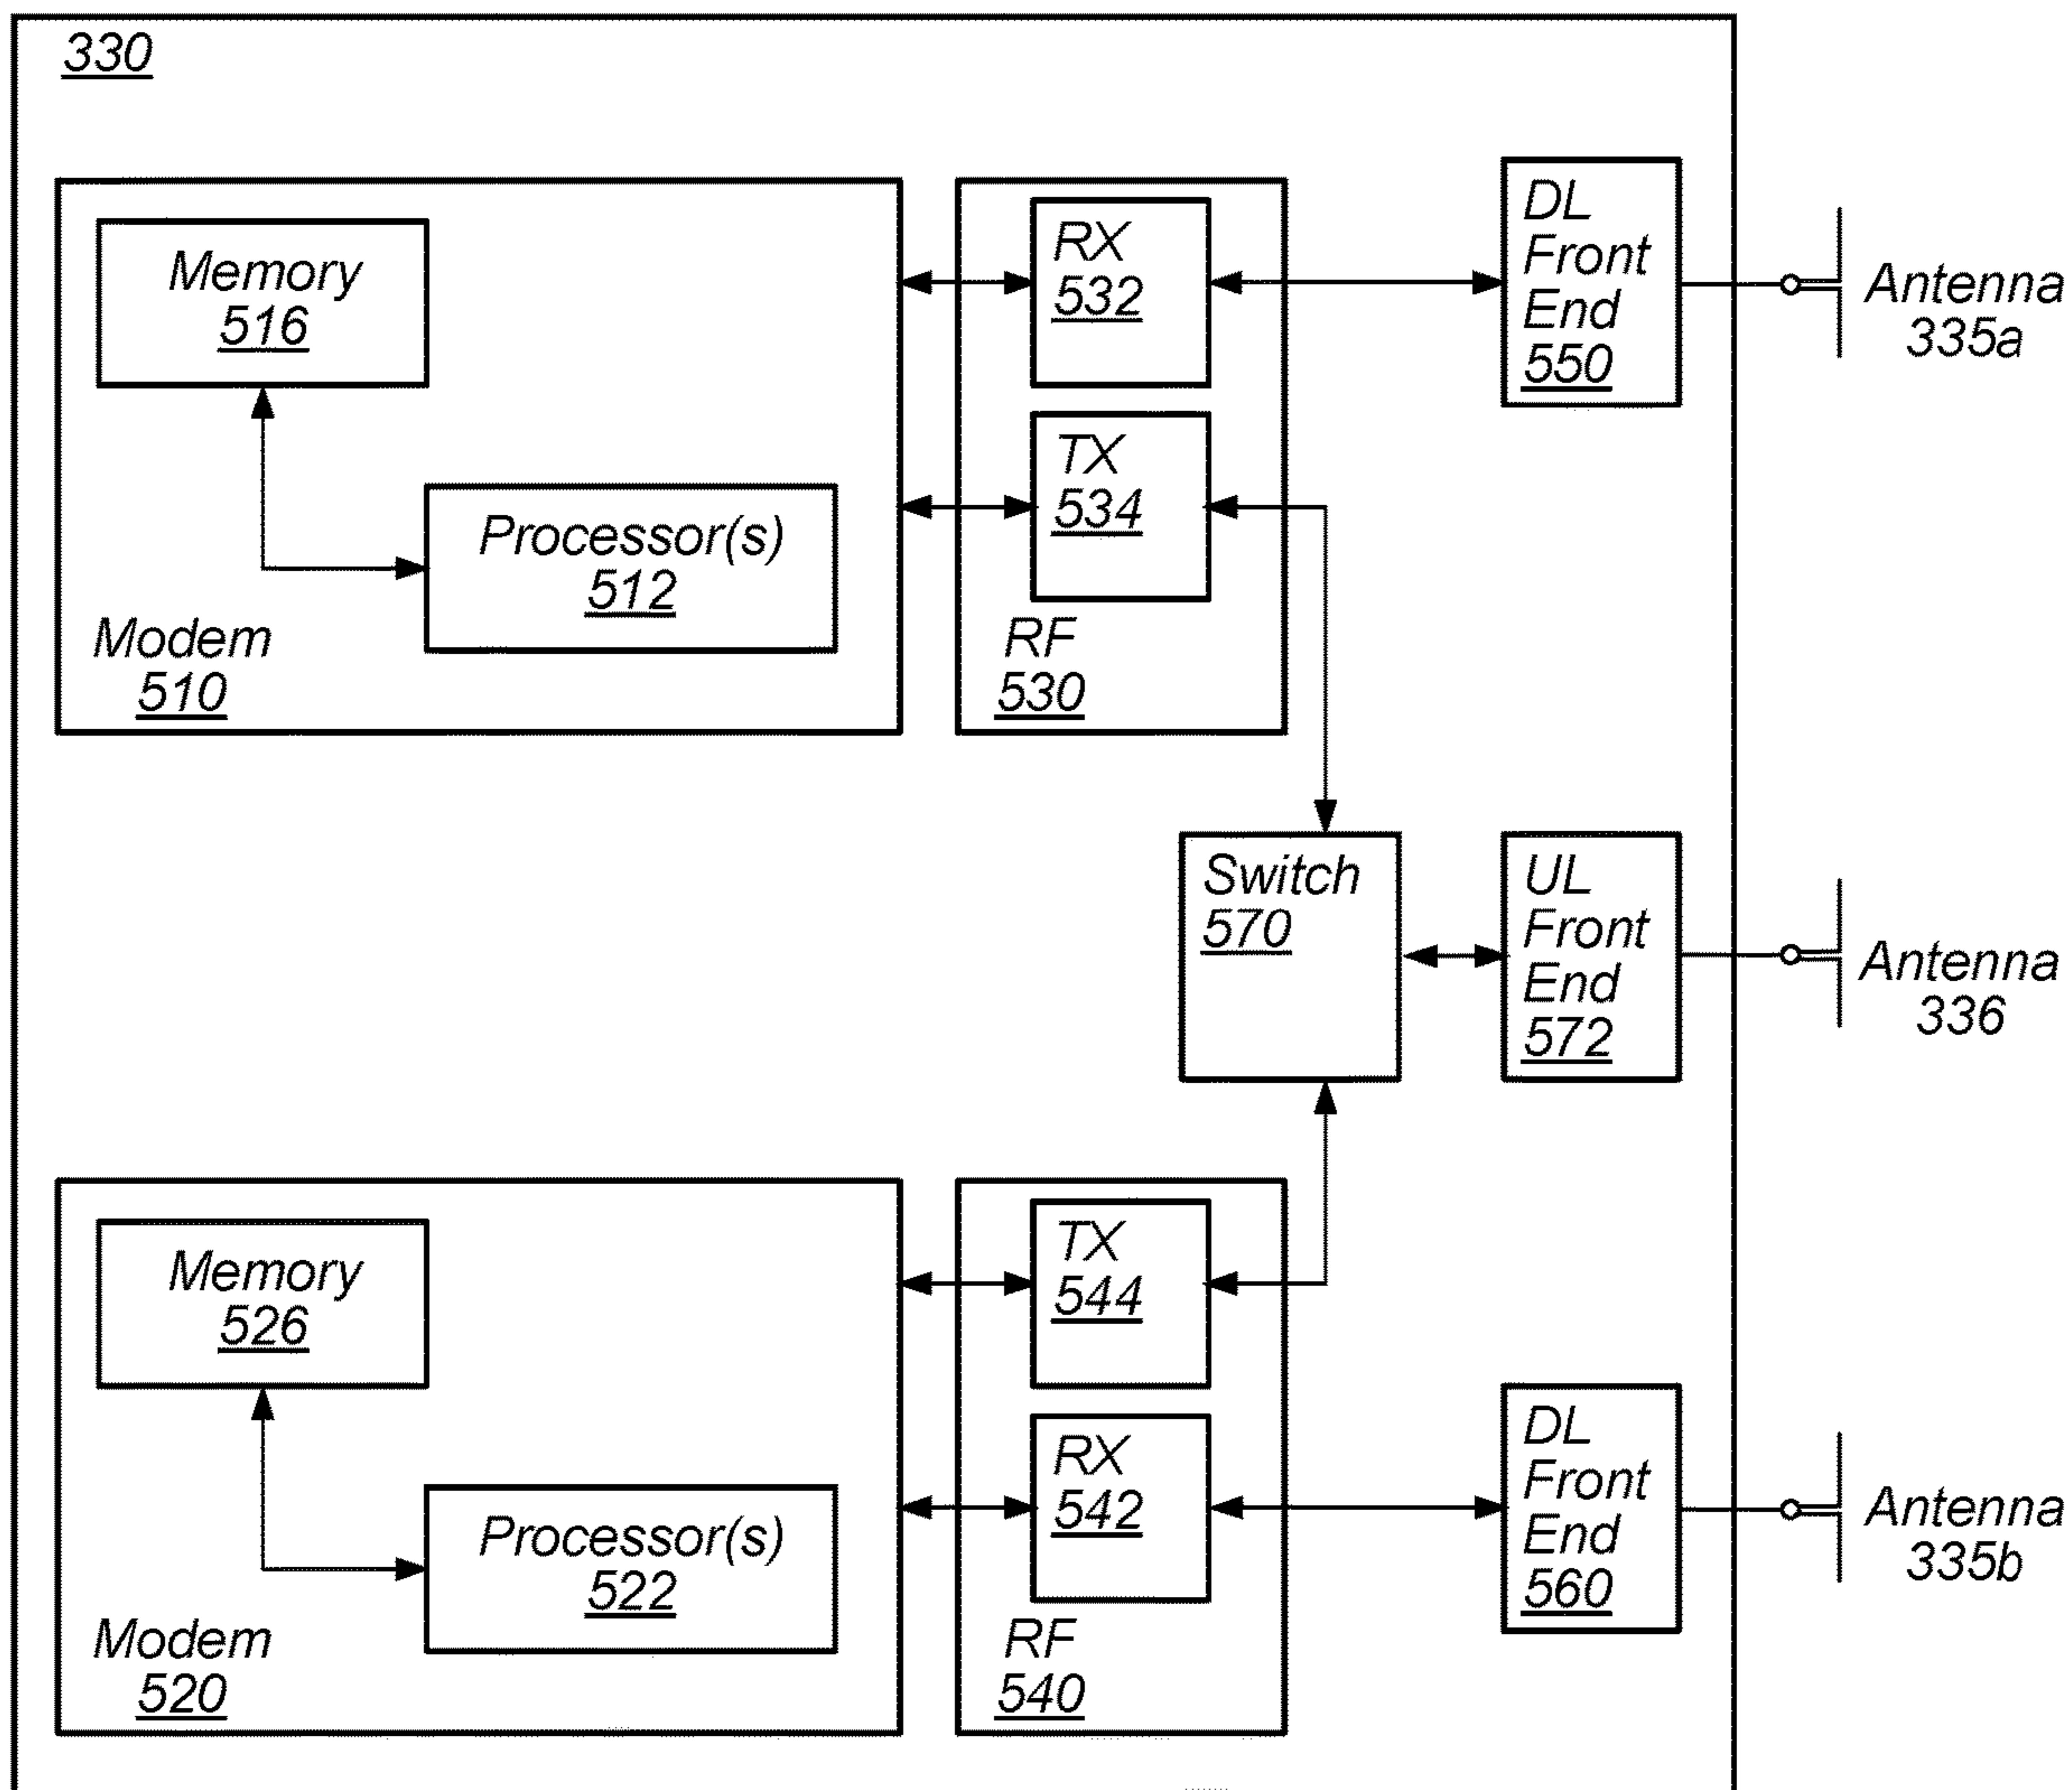 330
Memory
516
Processor(s)
512
Modem
510
RX
532
TX
534
RF
530
DL
Front
End
550
Antenna
335a
Switch
570
UL
Front
End
572
Antenna
336
Memory
526
Processor(s)
522
Modem
520
TX
544
RX
542
RF
540
DL
Front
End
560
Antenna
335b